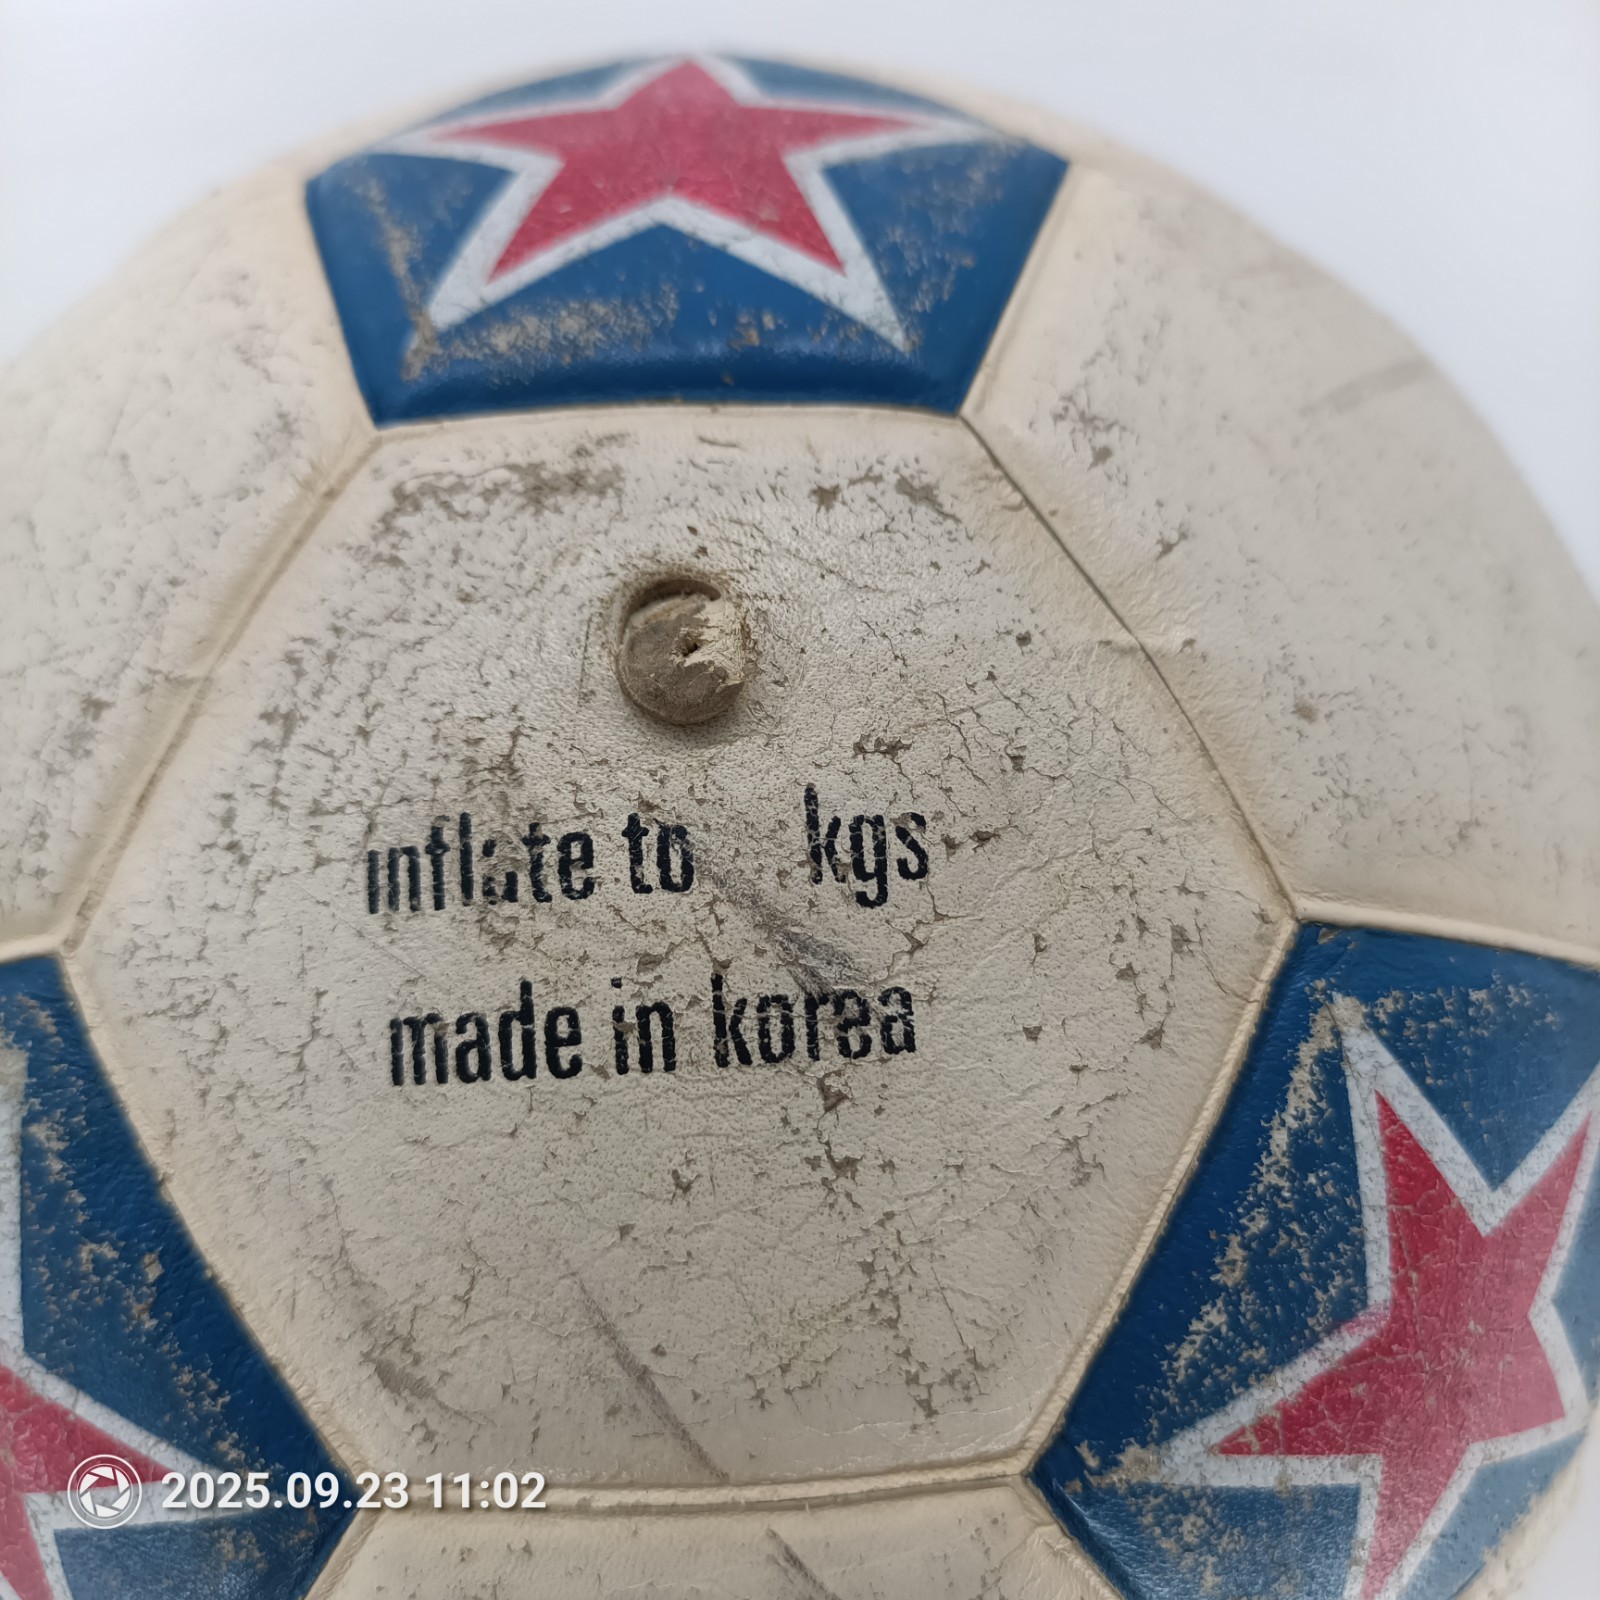 inflate to kgs
made in korea
2025.09.23 11:02